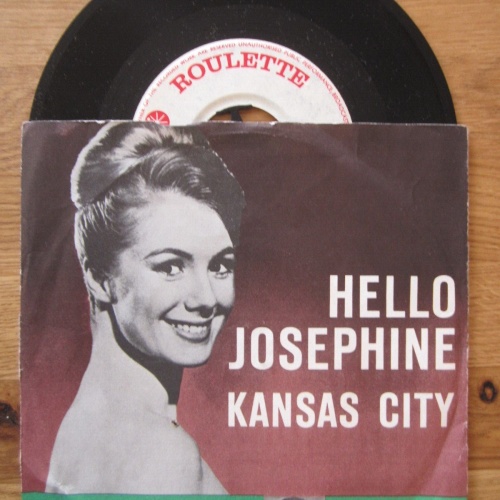 ROULETTE
HELLO
JOSEPHINE
KANSAS CITY